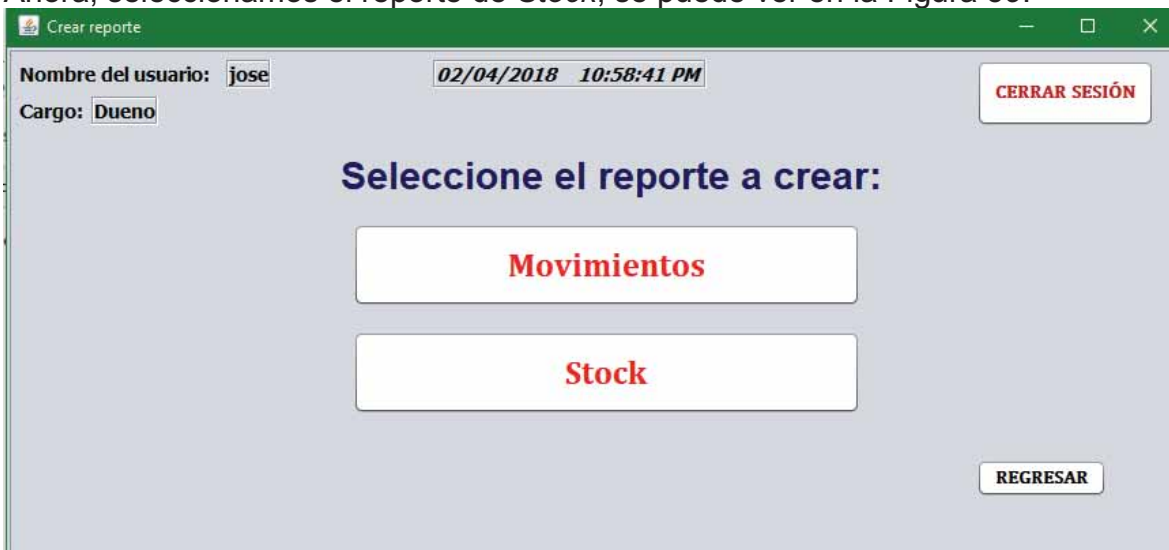 Ahora, seleccionamos el reporte de Stock, se puede ver en la Figura
Crear reporte
Nombre del usuario: jose 02/04/2018 10:58:41 PM
CERRAR SESIÓN
Cargo: Dueno
Seleccione el reporte a crear:
Movimientos
Stock
REGRESAR